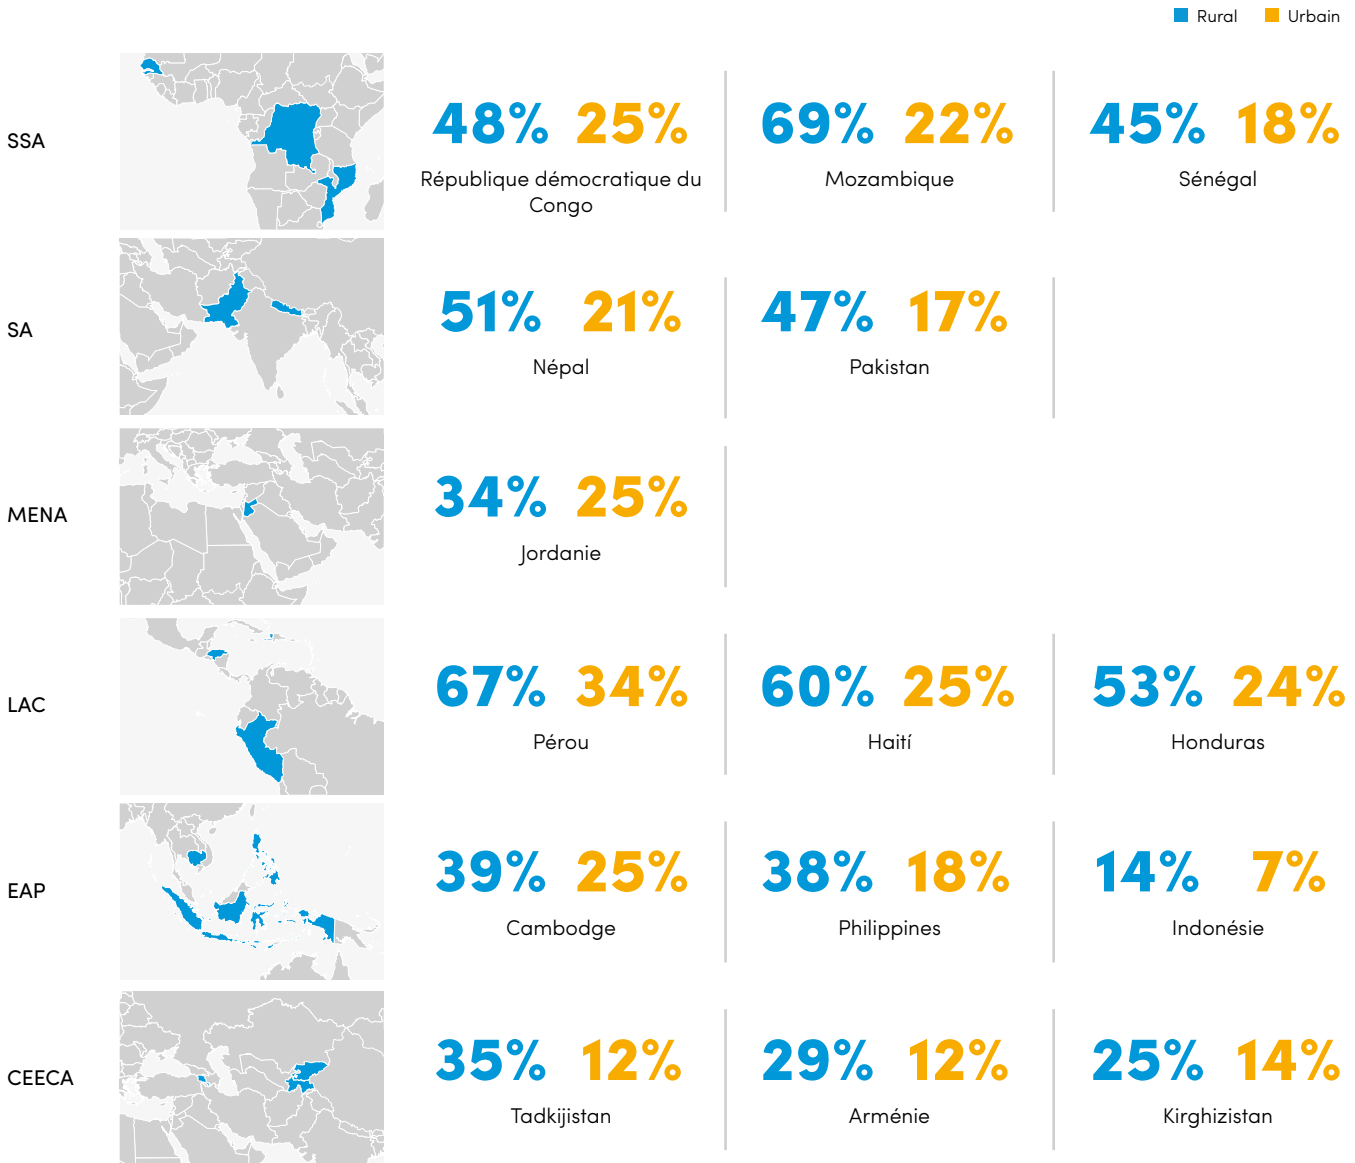 Rural Urbain
SSA
48% 25%
République démocratique du
Congo
69% 22%
Mozambique
45% 18%
Sénégal
SA
51% 21%
Népal
47% 17%
Pakistan
MENA
34% 25%
Jordanie
LAC
67% 34%
Pérou
60% 25%
Haití
53% 24%
Honduras
EAP
39% 25%
Cambodge
38% 18%
Philippines
14% 7%
Indonésie
CEECA
35% 12%
Tadkijistan
29% 12%
Arménie
25% 14%
Kirghizistan